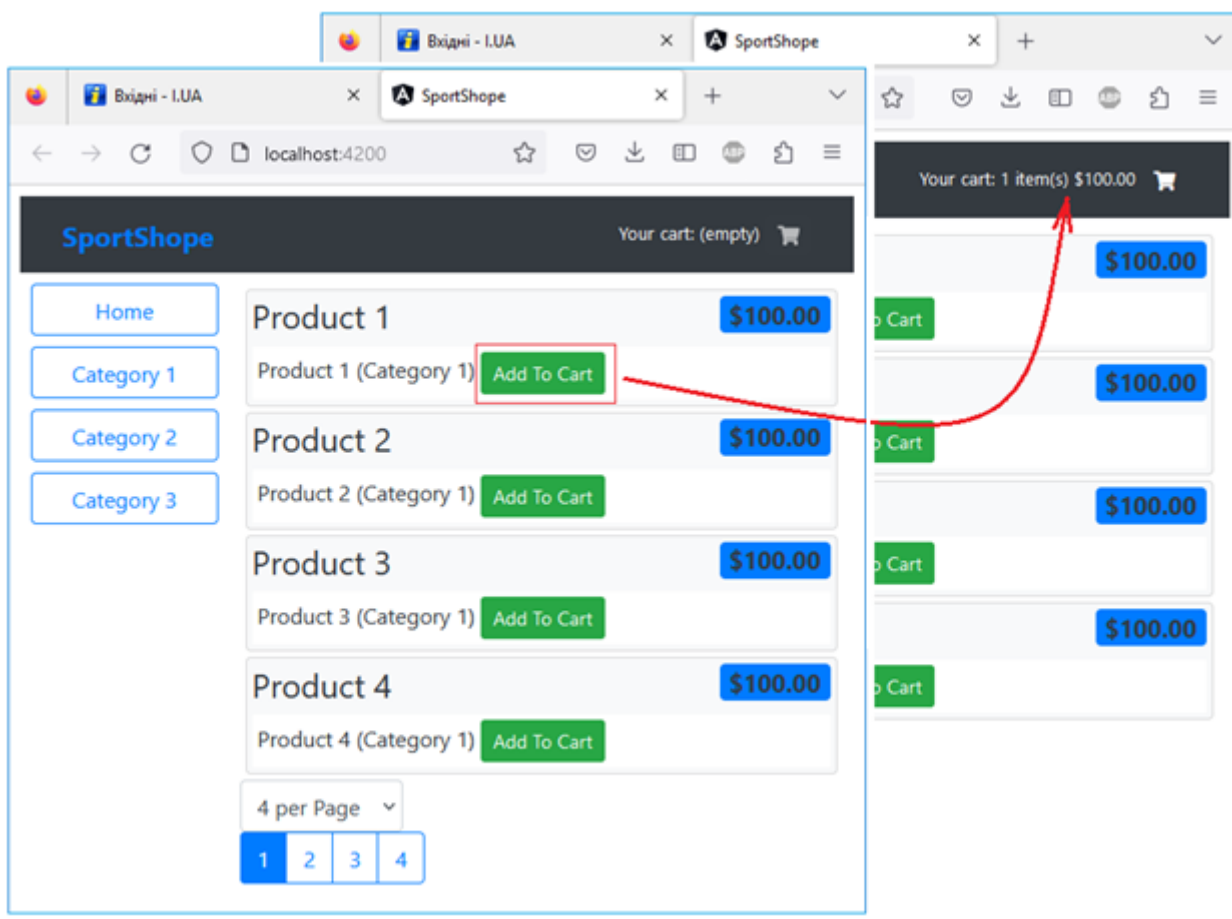 Вхідні - I.UA
SportShope
Вхідні - I.UA
SportShope
localhost:4200
Your cart: 1 item(s) $100.00
SportShope
Your cart: (empty)
$100.00
o Cart
$100.00
o Cart
$100.00
o Cart
$100.00
o Cart
Home
Category 1
Category 2
Category 3
Product 1
$100.00
Product 1 (Category 1)
Add To Cart
Product 2
$100.00
Product 2 (Category 1)
Add To Cart
Product 3
$100.00
Product 3 (Category 1)
Add To Cart
Product 4
$100.00
Product 4 (Category 1)
Add To Cart
4 per Page
1 2 3 4